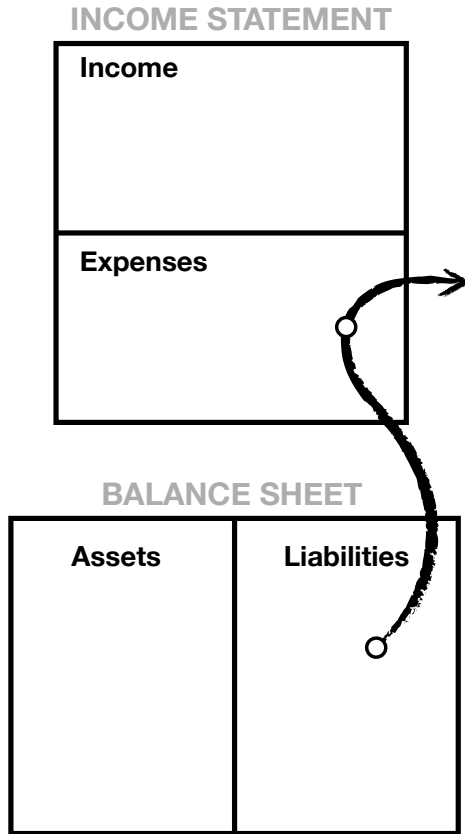 INCOME STATEMENT
Income
Expenses
BALANCE SHEET
Assets
Liabilities